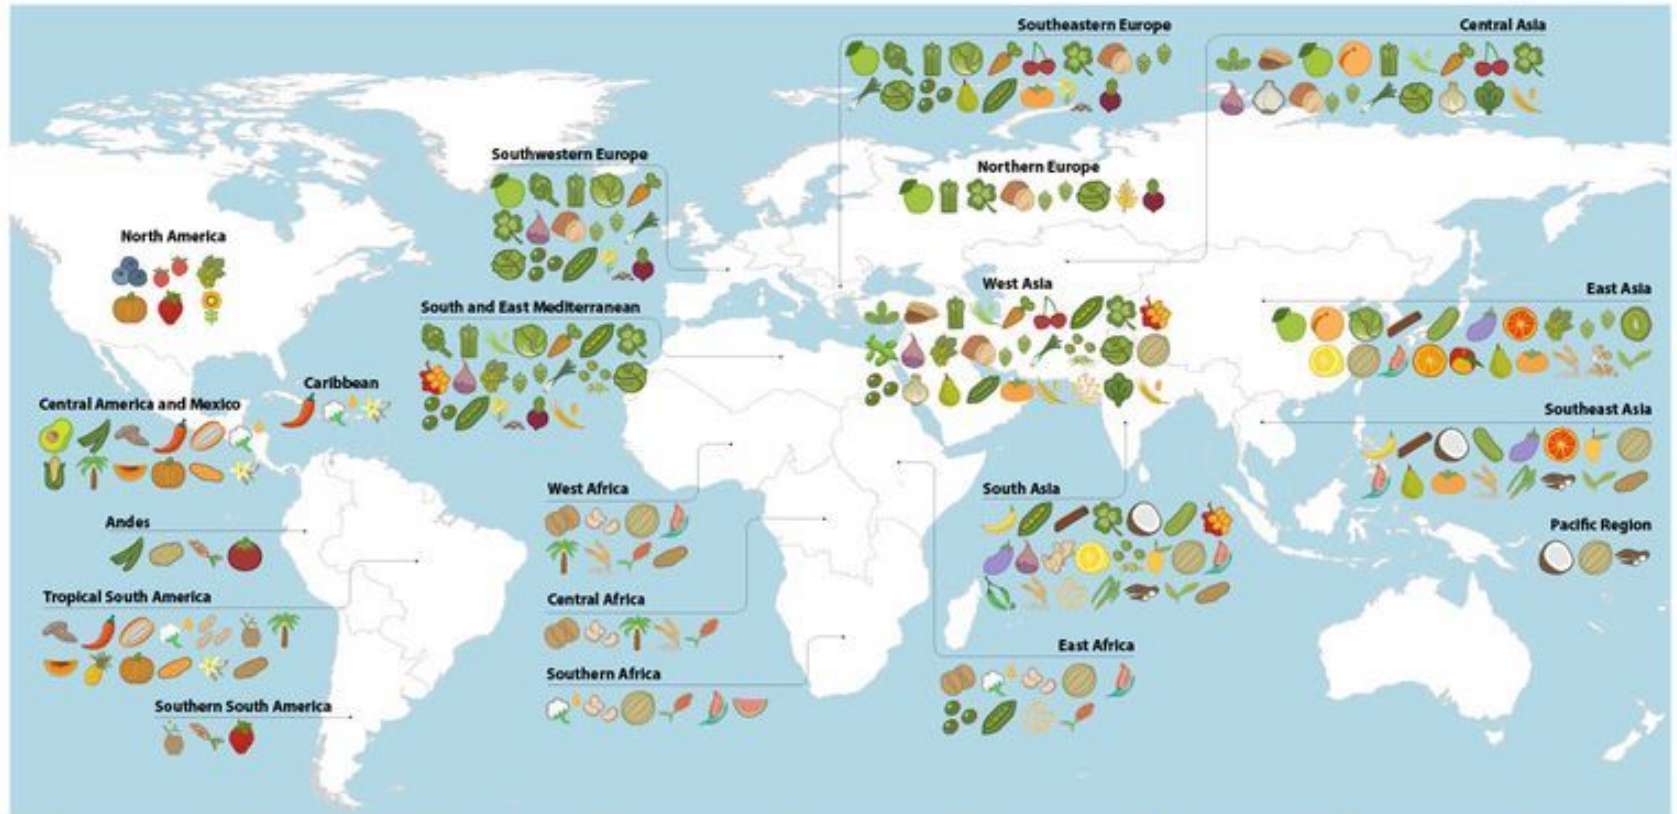 Southeastern Europe
Central Asia
Southwestern Europe
Northern Europe
North America
West Asia
East Asia
South and East Mediterranean
Caribbean
Central America and Mexico
Southeast Asia
West Africa
South Asia
Andes
Pacific Region
Tropical South America
Central Africa
East Africa
Southern Africa
Southern South America